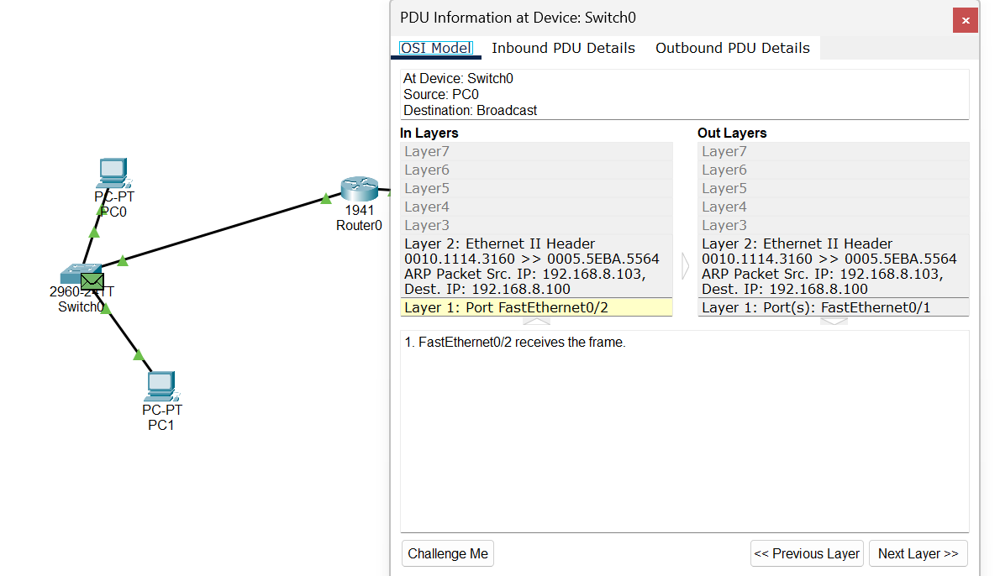 PDU Information at Device: Switch0
x
OSI Model Inbound PDU Details Outbound PDU Details
At Device: Switch0
Source: PC0
Destination: Broadcast
In Layers
Layer7
Layer6
Layer5
Layer4
Layer3
Layer 2: Ethernet II Header
0010.1114.3160 >> 0005.5EBA.5564
ARP Packet Src. IP: 192.168.8.103,
Dest. IP: 192.168.8.100
Layer 1: Port FastEthernet0/2
Out Layers
Layer7
Layer6
Layer5
Layer4
Layer3
Layer 2: Ethernet II Header
0010.1114.3160 >> 0005.5EBA.5564
ARP Packet Src. IP: 192.168.8.103,
Dest. IP: 192.168.8.100
Layer 1: Port(s): FastEthernet0/1
1. FastEthernet0/2 receives the frame.
Challenge Me
<< Previous Layer
Next Layer >>
PC-PT
PC0
1941
Router0
2960-24TT
Switch0
PC-PT
PC1